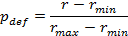 p_def = (r − r_min) / (r_max − r_min)